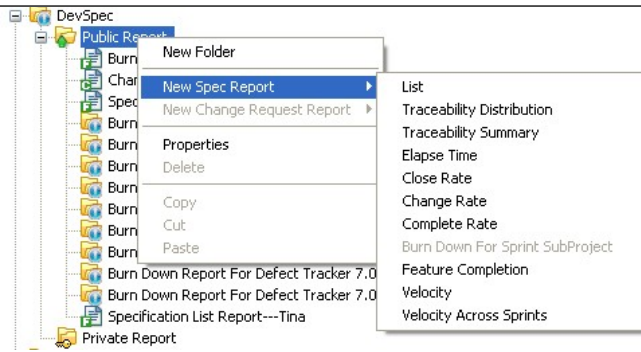 DevSpec
Public Report
Burn
Char
Spec
Burn
Burn
Burn
Burn
Burn
Burn
Burn
Burn Down Report For Defect Tracker 7.0
Burn Down Report For Defect Tracker 7.0
Specification List Report---Tina
Private Report
New Folder
New Spec Report
New Change Request Report
Properties
Delete
Copy
Cut
Paste
List
Traceability Distribution
Traceability Summary
Elapse Time
Close Rate
Change Rate
Complete Rate
Burn Down For Sprint SubProject
Feature Completion
Velocity
Velocity Across Sprints